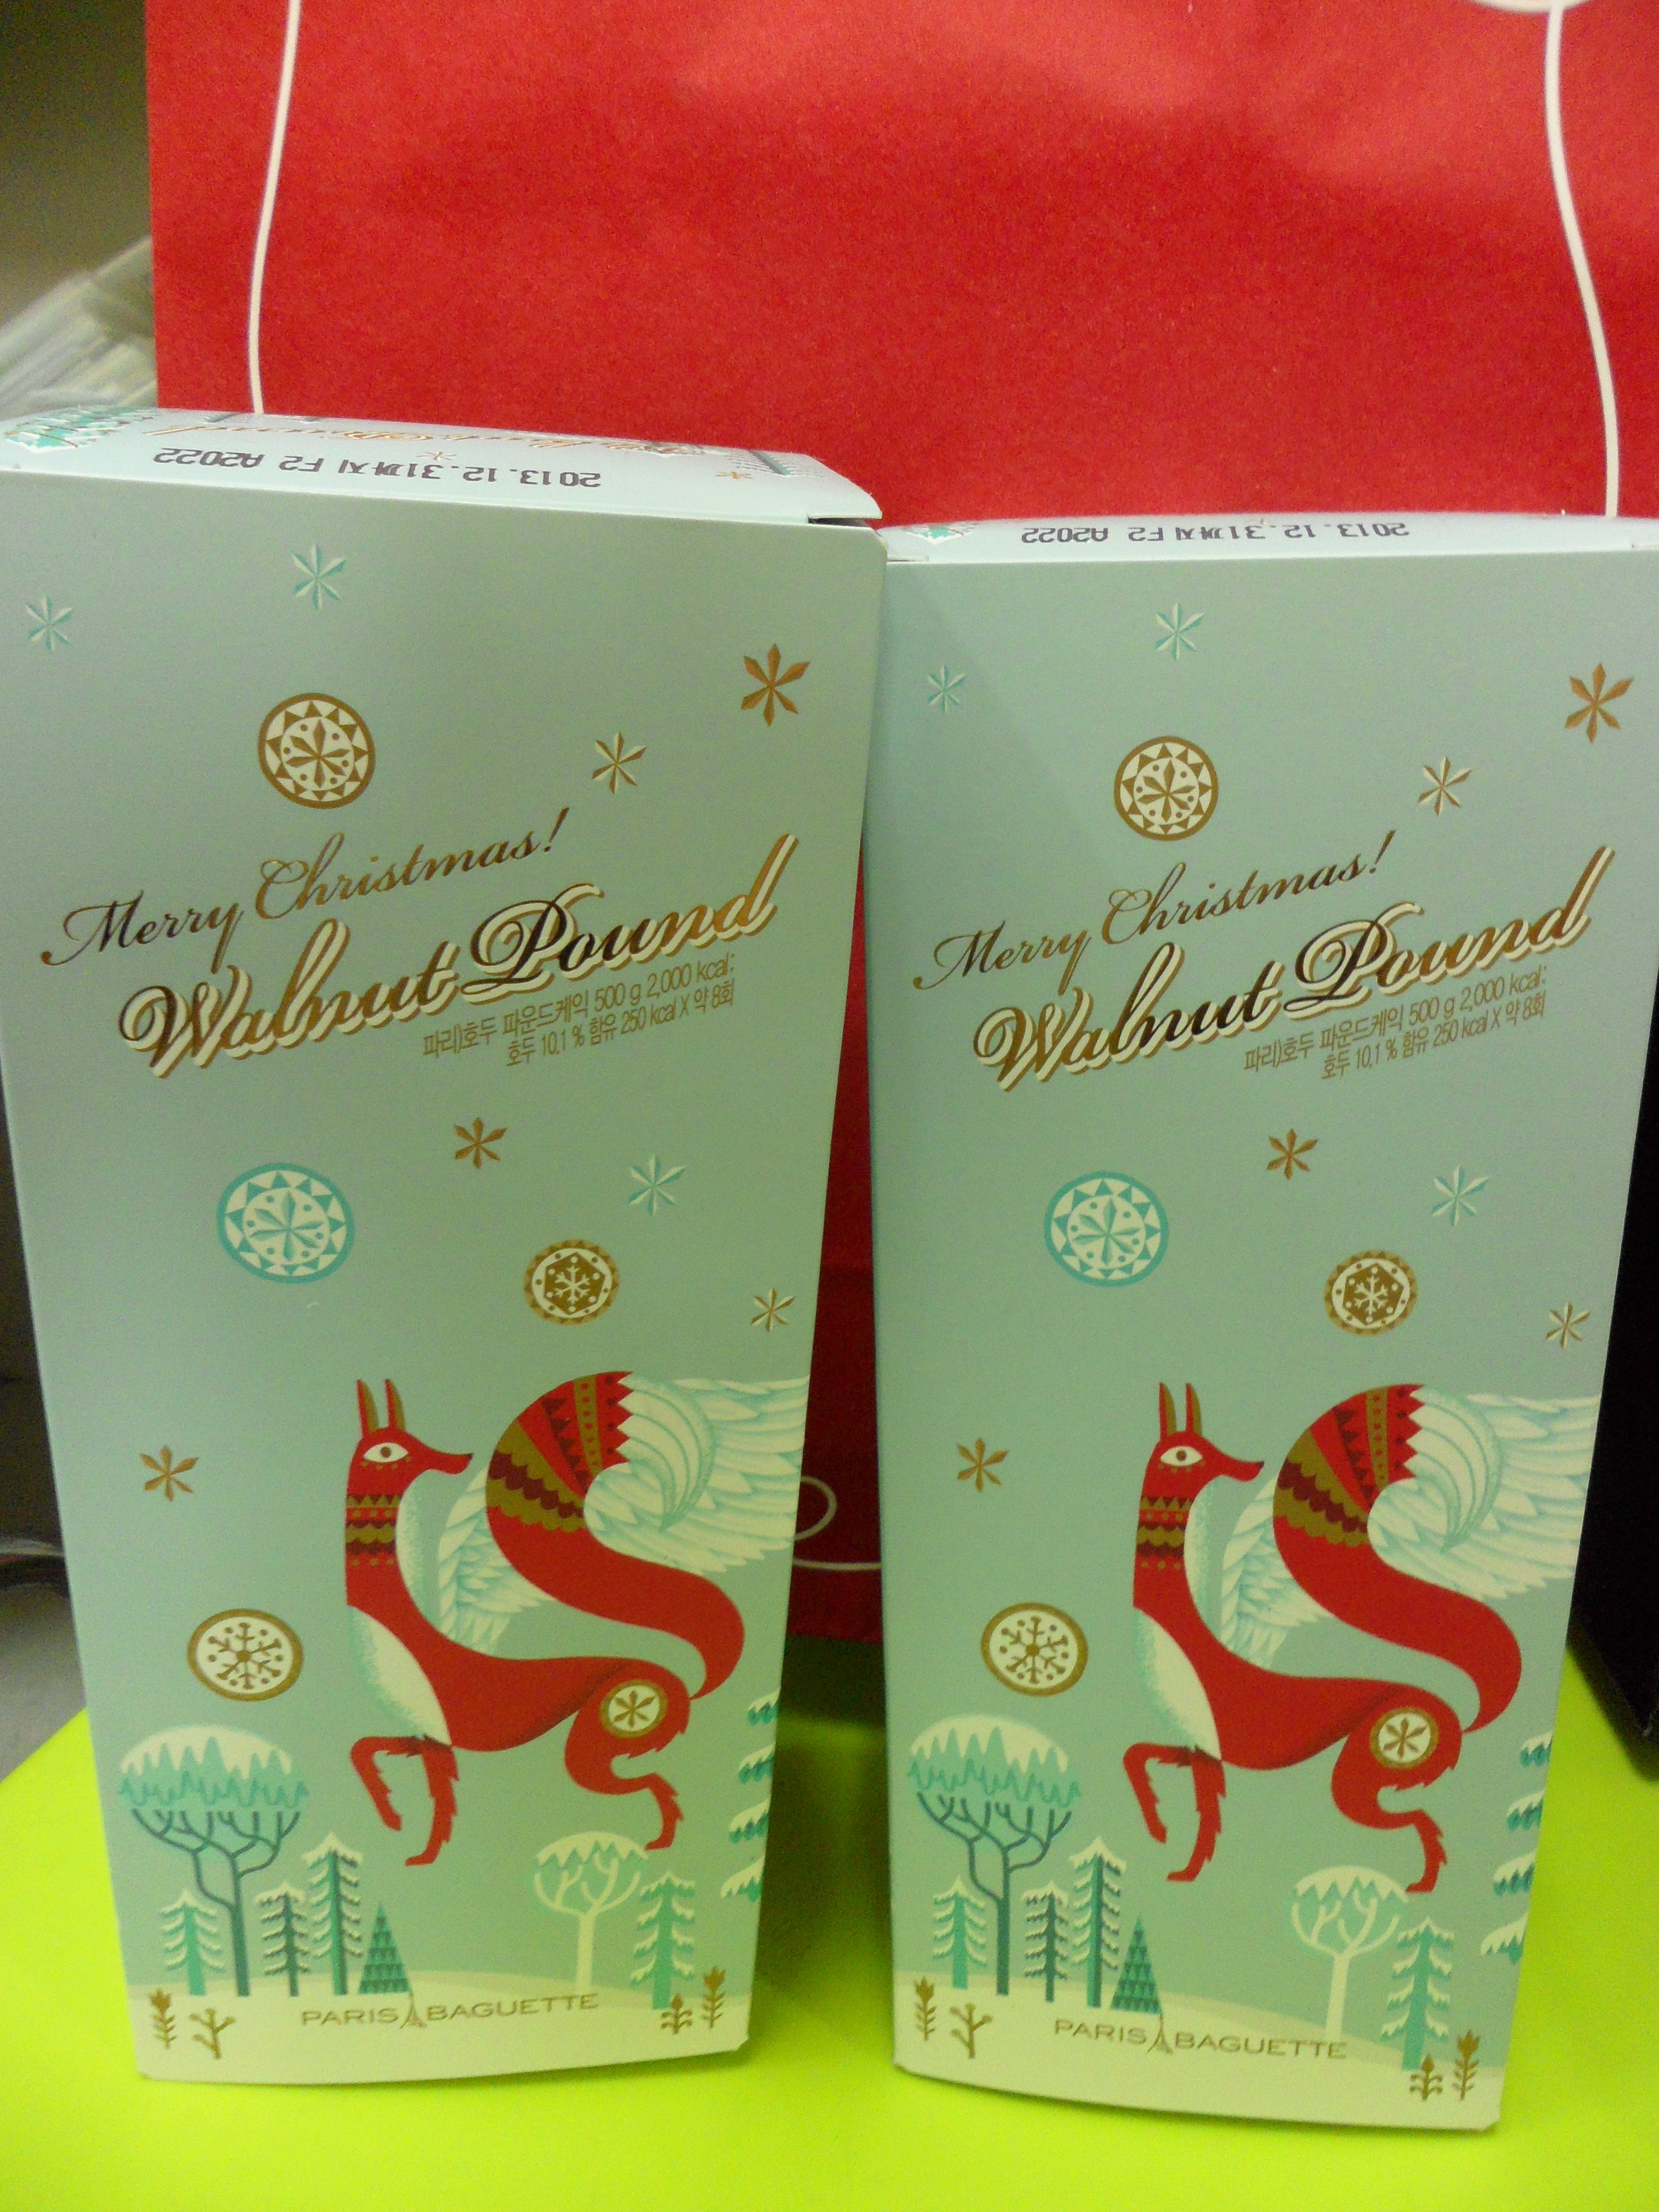 2013.12.31까지 F2 A2022
Merry Christmas!
Walnut Pound
파리)호두 파운드케익 500 g 2,000 kcal:
호두 10.1 % 함유 250 kcal X 약 8회
PARIS BAGUETTE
2013.12.31까지 F2 A2022
Merry Christmas!
Walnut Pound
파리)호두 파운드케익 500 g 2,000 kcal:
호두 10.1 % 함유 250 kcal X 약 8회
PARIS BAGUETTE